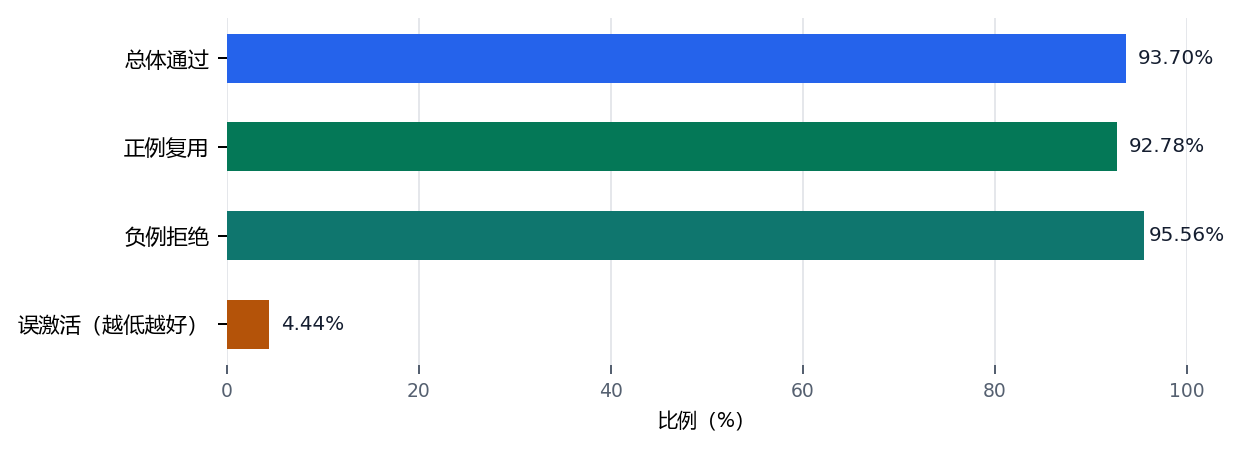 总体通过 93.70%
正例复用 92.78%
负例拒绝 95.56%
误激活（越低越好） 4.44%
0 20 40 60 80 100
比例（%）